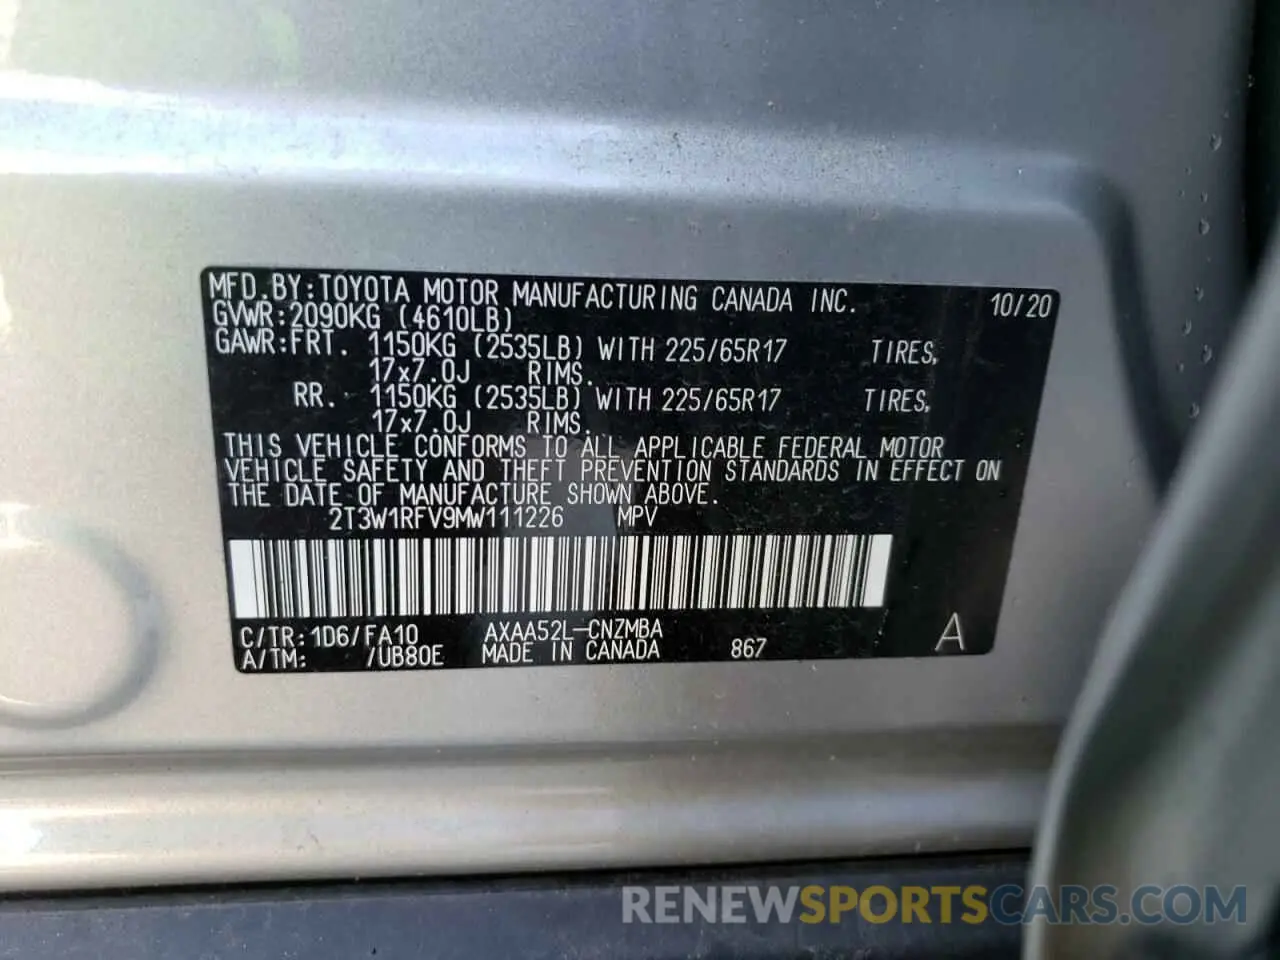 MFD.BY:TOYOTA MOTOR MANUFACTURING CANADA INC. 10/20
GVWR:2090KG (4610LB)
GAWR:FRT. 1150KG (2535LB) WITH 225/65R17 TIRES,
17x7.0J RIMS.
RR. 1150KG (2535LB) WITH 225/65R17 TIRES,
17x7.0J RIMS.
THIS VEHICLE CONFORMS TO ALL APPLICABLE FEDERAL MOTOR
VEHICLE SAFETY AND THEFT PREVENTION STANDARDS IN EFFECT ON
THE DATE OF MANUFACTURE SHOWN ABOVE.
2T3W1RFV9MW111226 MPV
C/TR:1D6/FA10 AXAA52L-CNZMBA A
A/TM: /UB80E MADE IN CANADA 867
RENEWSPORTSCARS.COM